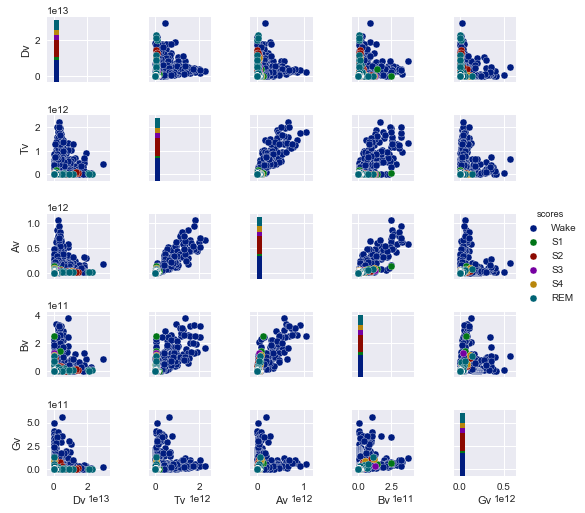 1e13
Dv
2
0
1e12
Tv
2
1
0
1e12
Av
1.0
0.5
0.0
scores
Wake
S1
S2
S3
S4
REM
1e11
Bv
4
2
0
1e11
Gv
5.0
2.5
0.0
0 2 0 2 0 1 0.0 2.5 0.0 0.5
Dv 1e13 Tv 1e12 Av 1e12 Bv 1e11 Gv 1e12